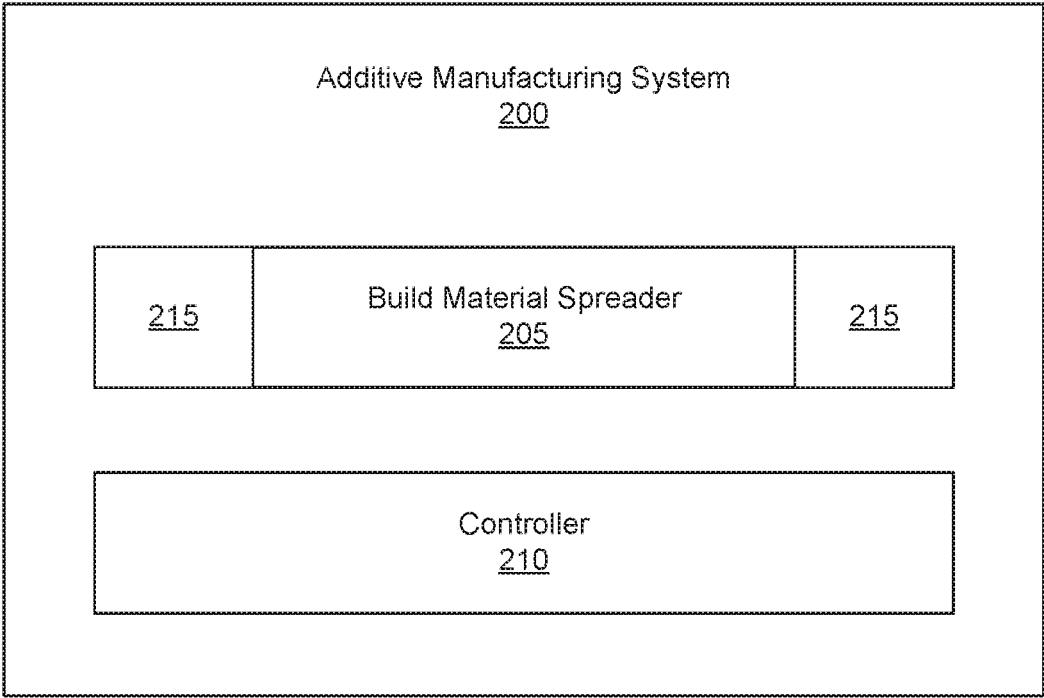 Additive Manufacturing System
200
215
Build Material Spreader
205
215
Controller
210